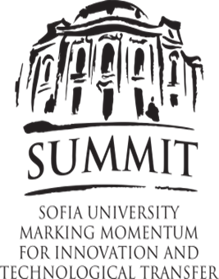 SUMMIT
SOFIA UNIVERSITY
MARKING MOMENTUM
FOR INNOVATION AND
TECHNOLOGICAL TRANSFER